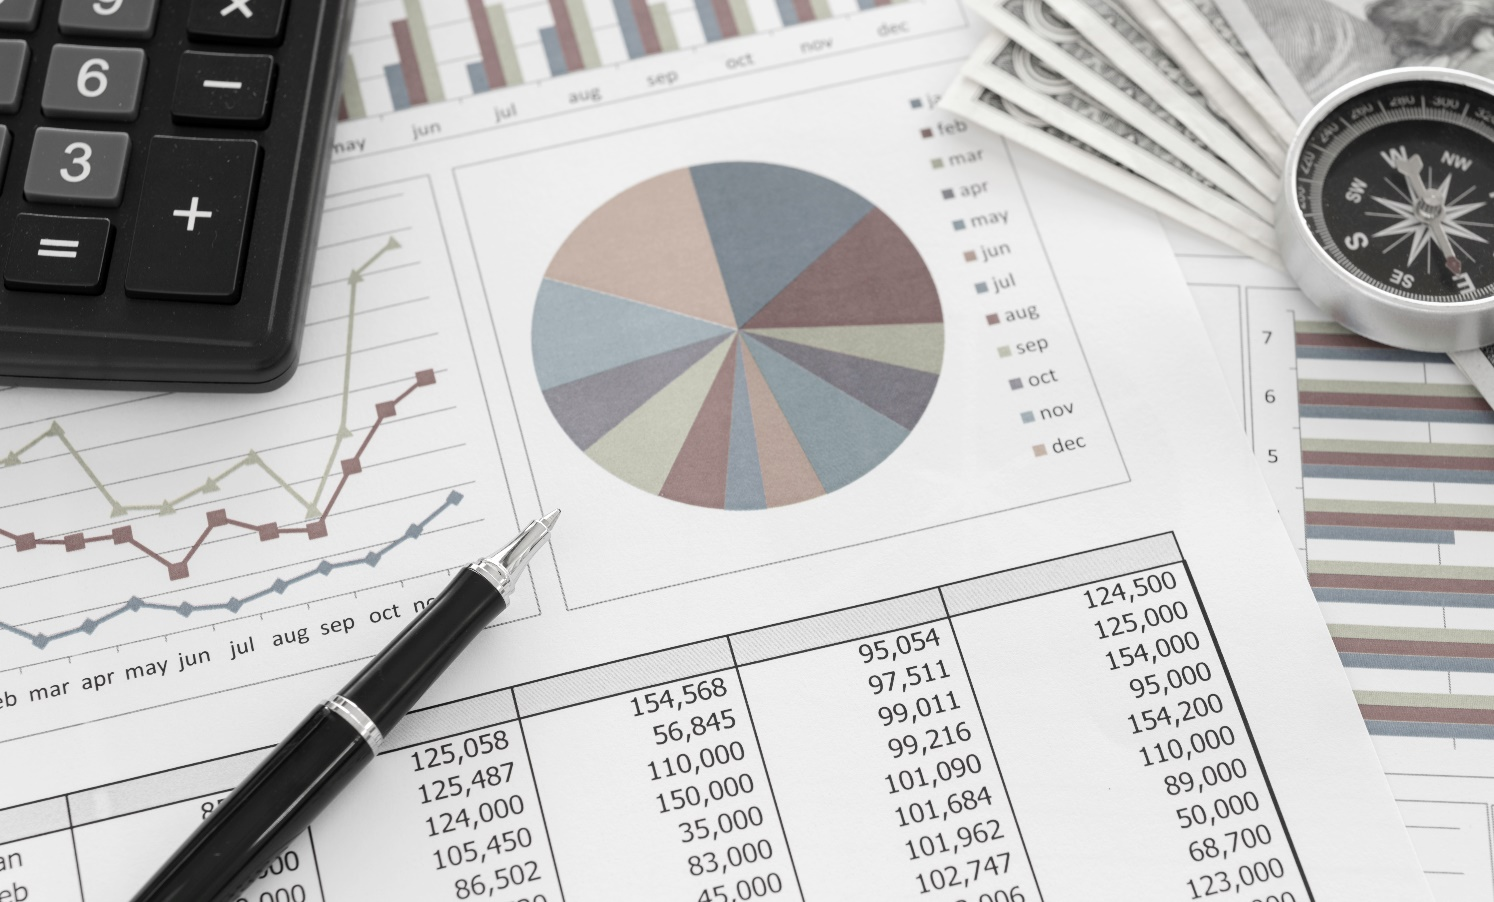 9
×
6
−
3
+
=
may jun jul aug sep oct nov dec
feb
mar
apr
may
jun
jul
aug
sep
oct
nov
dec
mar apr may jun jul aug sep oct
7
6
5
280 300
W NW
SW
S
SE
E
124,500
125,000
154,000
95,000
154,200
110,000
89,000
50,000
68,700
123,000
95,054
97,511
99,011
99,216
101,090
101,684
101,962
102,747
154,568
56,845
110,000
150,000
35,000
83,000
45,000
125,058
125,487
124,000
105,450
86,502